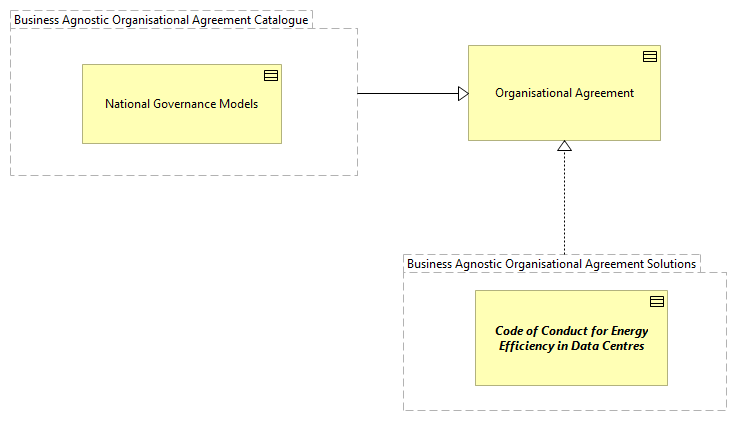 Business Agnostic Organisational Agreement Catalogue
National Governance Models
Organisational Agreement
Business Agnostic Organisational Agreement Solutions
Code of Conduct for Energy
Efficiency in Data Centres